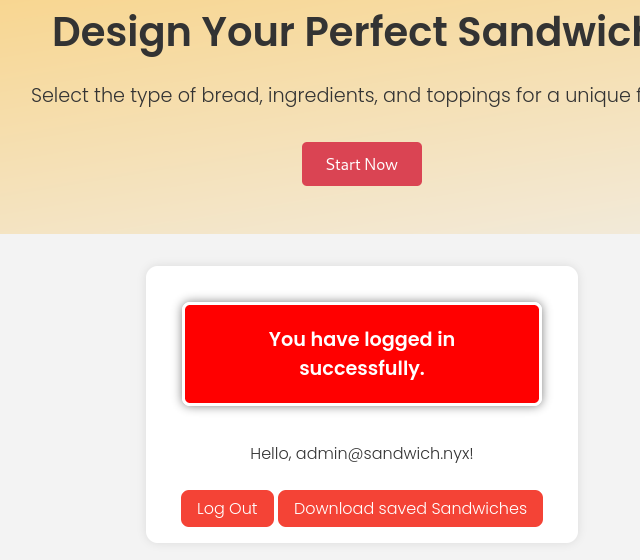 Design Your Perfect Sandwich
Select the type of bread, ingredients, and toppings for a unique
Start Now
You have logged in
successfully.
Hello, admin@sandwich.nyx!
Log Out
Download saved Sandwiches